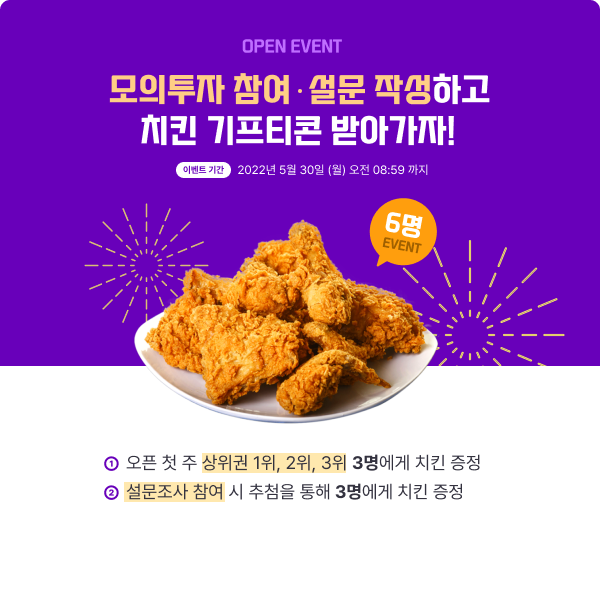 OPEN EVENT
모의투자 참여 · 설문 작성하고
치킨 기프티콘 받아가자!
이벤트 기간 2022년 5월 30일 (월) 오전 08:59 까지
6명
EVENT
1 오픈 첫 주 상위권 1위, 2위, 3위 3명에게 치킨 증정
2 설문조사 참여 시 추첨을 통해 3명에게 치킨 증정